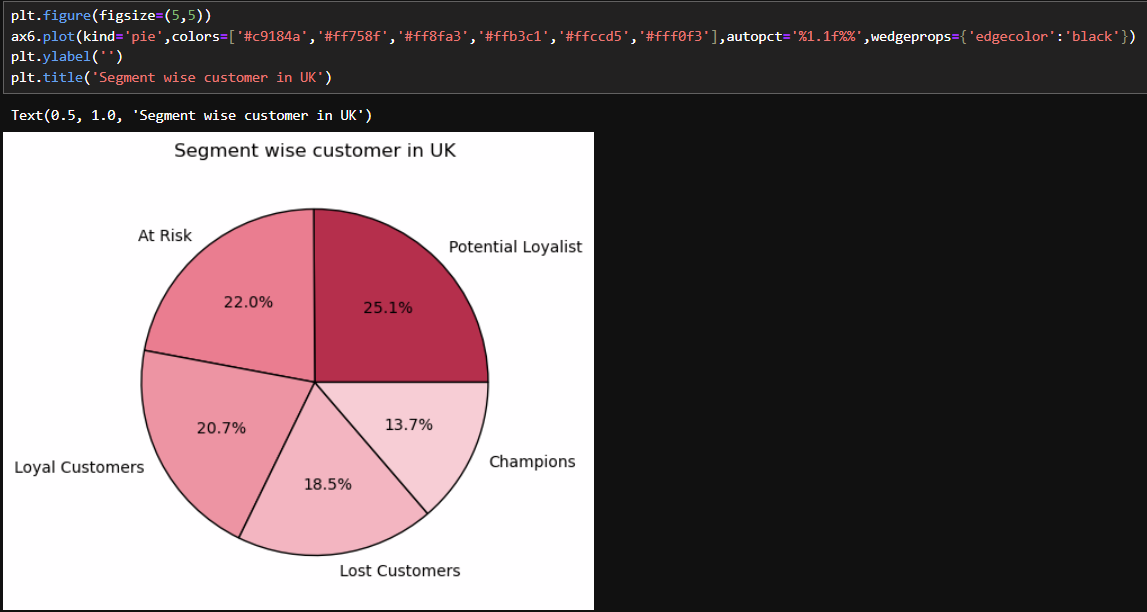 plt.figure(figsize=(5,5))
ax6.plot(kind='pie',colors=['#c9184a','#ff758f','#ff8fa3','#ffb3c1','#ffccd5','#fff0f3'],autopct='%1.1f%%',wedgeprops={'edgecolor':'black'})
plt.ylabel('')
plt.title('Segment wise customer in UK')
Text(0.5, 1.0, 'Segment wise customer in UK')
Segment wise customer in UK
At Risk
Potential Loyalist
22.0%
25.1%
20.7%
13.7%
Loyal Customers
Champions
18.5%
Lost Customers